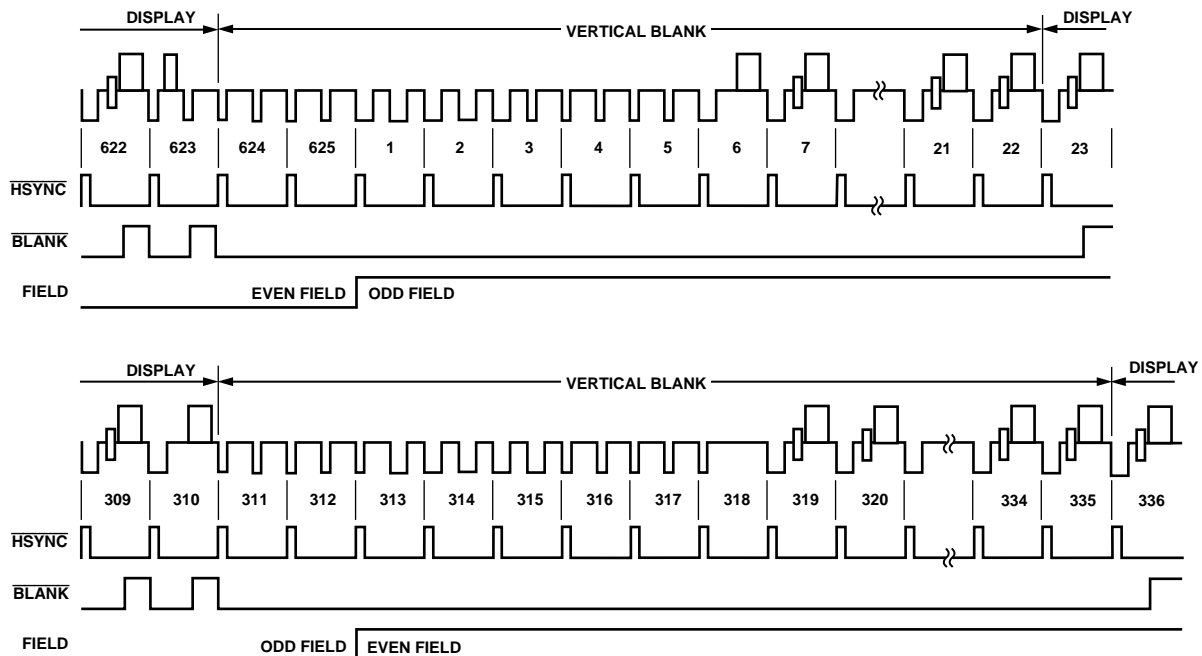 DISPLAY VERTICAL BLANK DISPLAY
622 623 624 625 1 2 3 4 5 6 7 21 22 23
HSYNC
BLANK
FIELD EVEN FIELD ODD FIELD
DISPLAY VERTICAL BLANK DISPLAY
309 310 311 312 313 314 315 316 317 318 319 320 334 335 336
HSYNC
BLANK
FIELD ODD FIELD EVEN FIELD